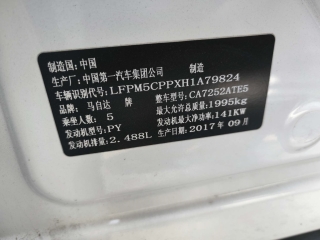 制造国：中国
生产厂：中国第一汽车集团公司 制造
车辆识别代号：LFPM5CPPXH1A79824
品牌：马自达 牌 整车型号：CA7252ATE5
乘坐人数：5 最大允许总质量：1995kg
发动机型号：PY 发动机最大净功率：141KW
发动机排量：2.488L 2017年09月